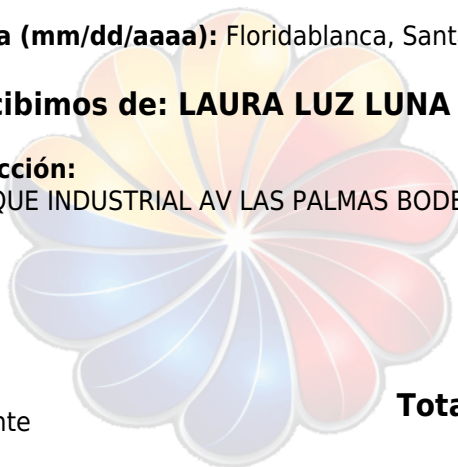 a (mm/dd/aaaa): Floridablanca, Sant
cibimos de: LAURA LUZ LUNA
cción:
QUE INDUSTRIAL AV LAS PALMAS BODE
Tota
nte